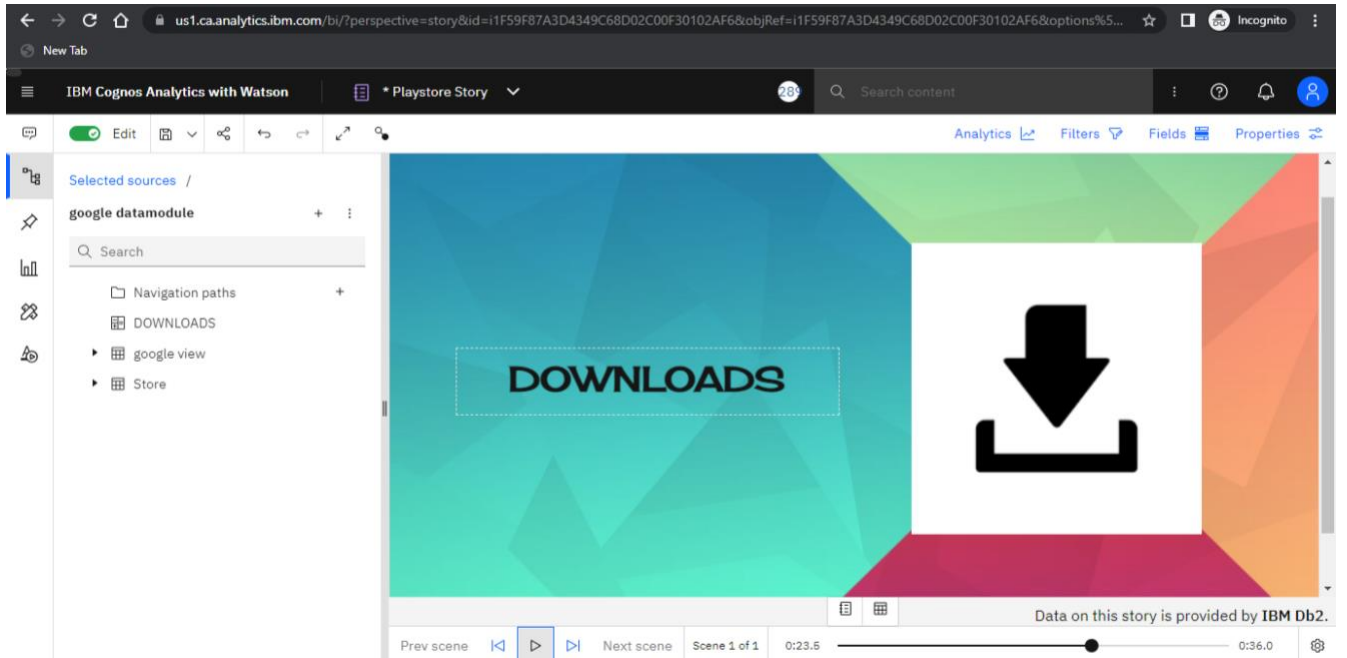 us1.ca.analytics.ibm.com/bi/?perspective=story&id=i1F59F87A3D4349C68D02C00F30102AF6&objRef=i1F59F87A3D4349C68D02C00F30102AF6&options%5... Incognito
New Tab
IBM Cognos Analytics with Watson * Playstore Story 289 Search content
Edit Analytics Filters Fields Properties
Selected sources /
google datamodule
Search
Navigation paths
DOWNLOADS
google view
Store
DOWNLOADS
Data on this story is provided by IBM Db2.
Prev scene Next scene Scene 1 of 1 0:23.5 0:36.0